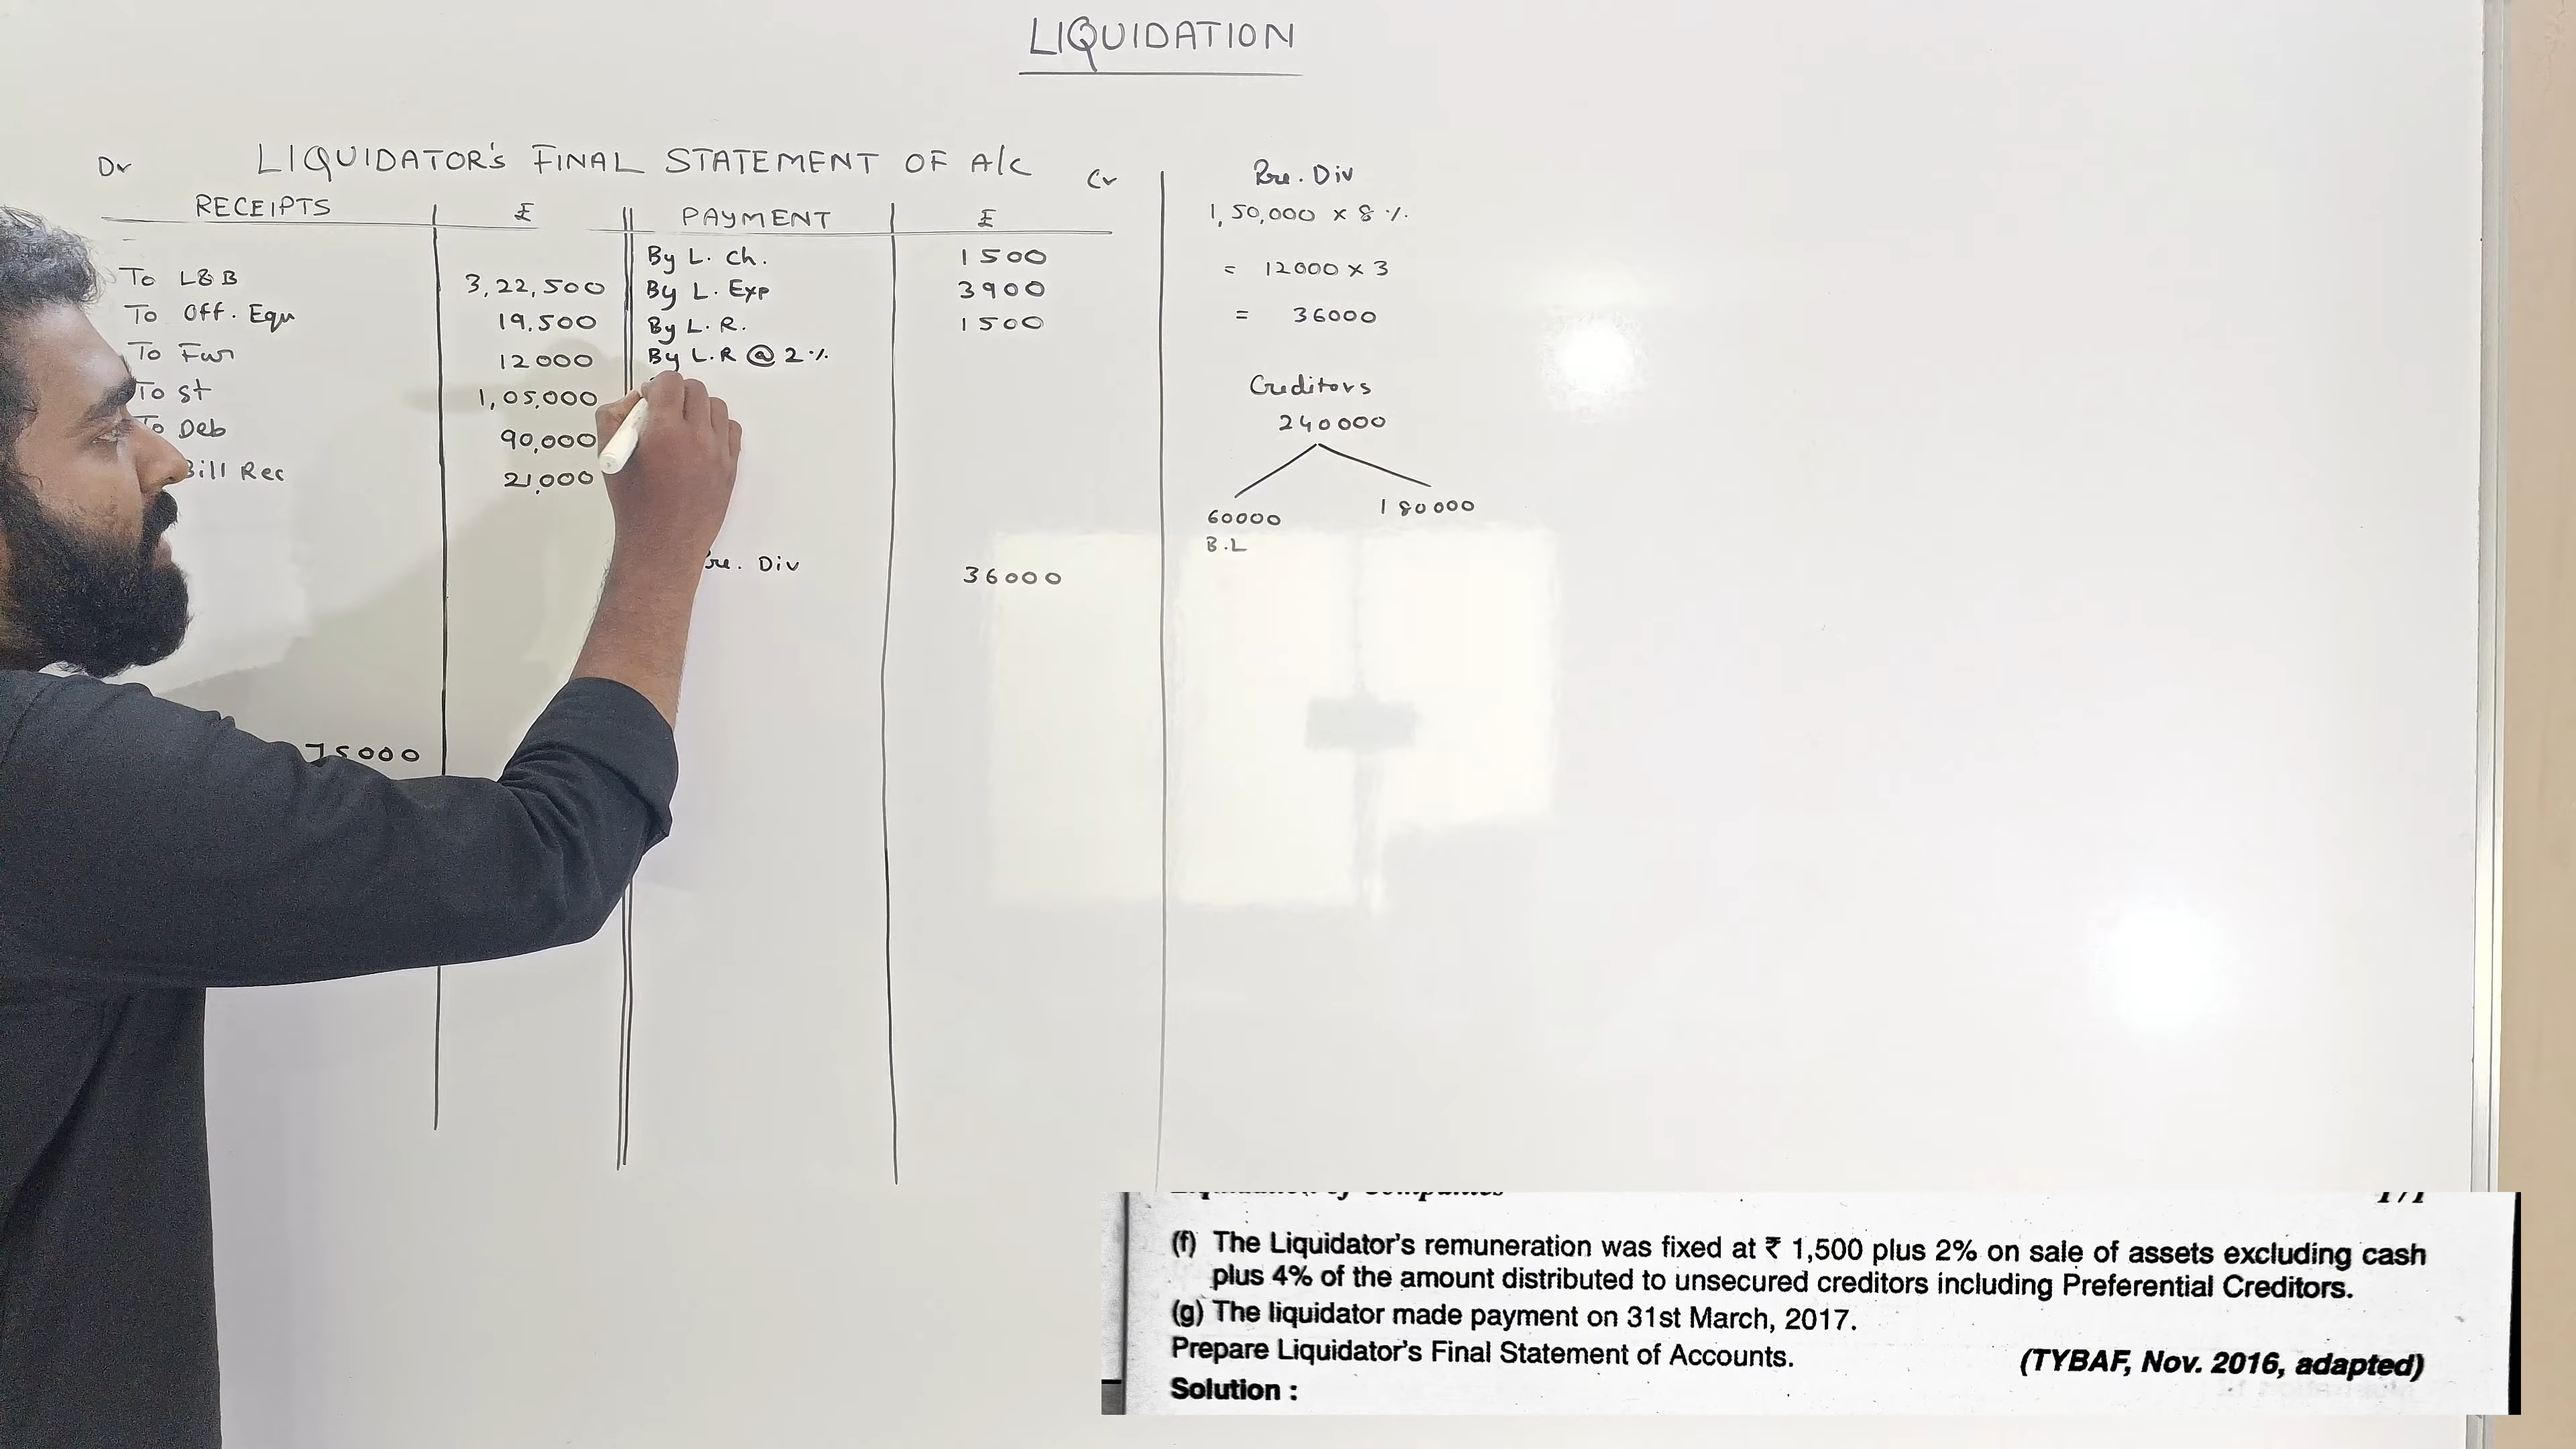 LIQUIDATION
Dr LIQUIDATOR'S FINAL STATEMENT OF A/C Cr
RECEIPTS £ PAYMENT £
To L&B 3,22,500
To Off. Equ 19,500
To Fur 12000
To St 1,05,000
To Deb 90,000
Bill Rec 21,000
75000
By L. Ch. 1500
By L. Exp 3900
By L. R. 1500
By L.R @ 2 %
Pre. Div 36000
Pre. Div
1,50,000 x 8 %
= 12000 x 3
= 36000
Creditors
240000
60000 180000
B.L
171
(f) The Liquidator's remuneration was fixed at ₹ 1,500 plus 2% on sale of assets excluding cash
plus 4% of the amount distributed to unsecured creditors including Preferential Creditors.
(g) The liquidator made payment on 31st March, 2017.
Prepare Liquidator's Final Statement of Accounts.
(TYBAF, Nov. 2016, adapted)
Solution :